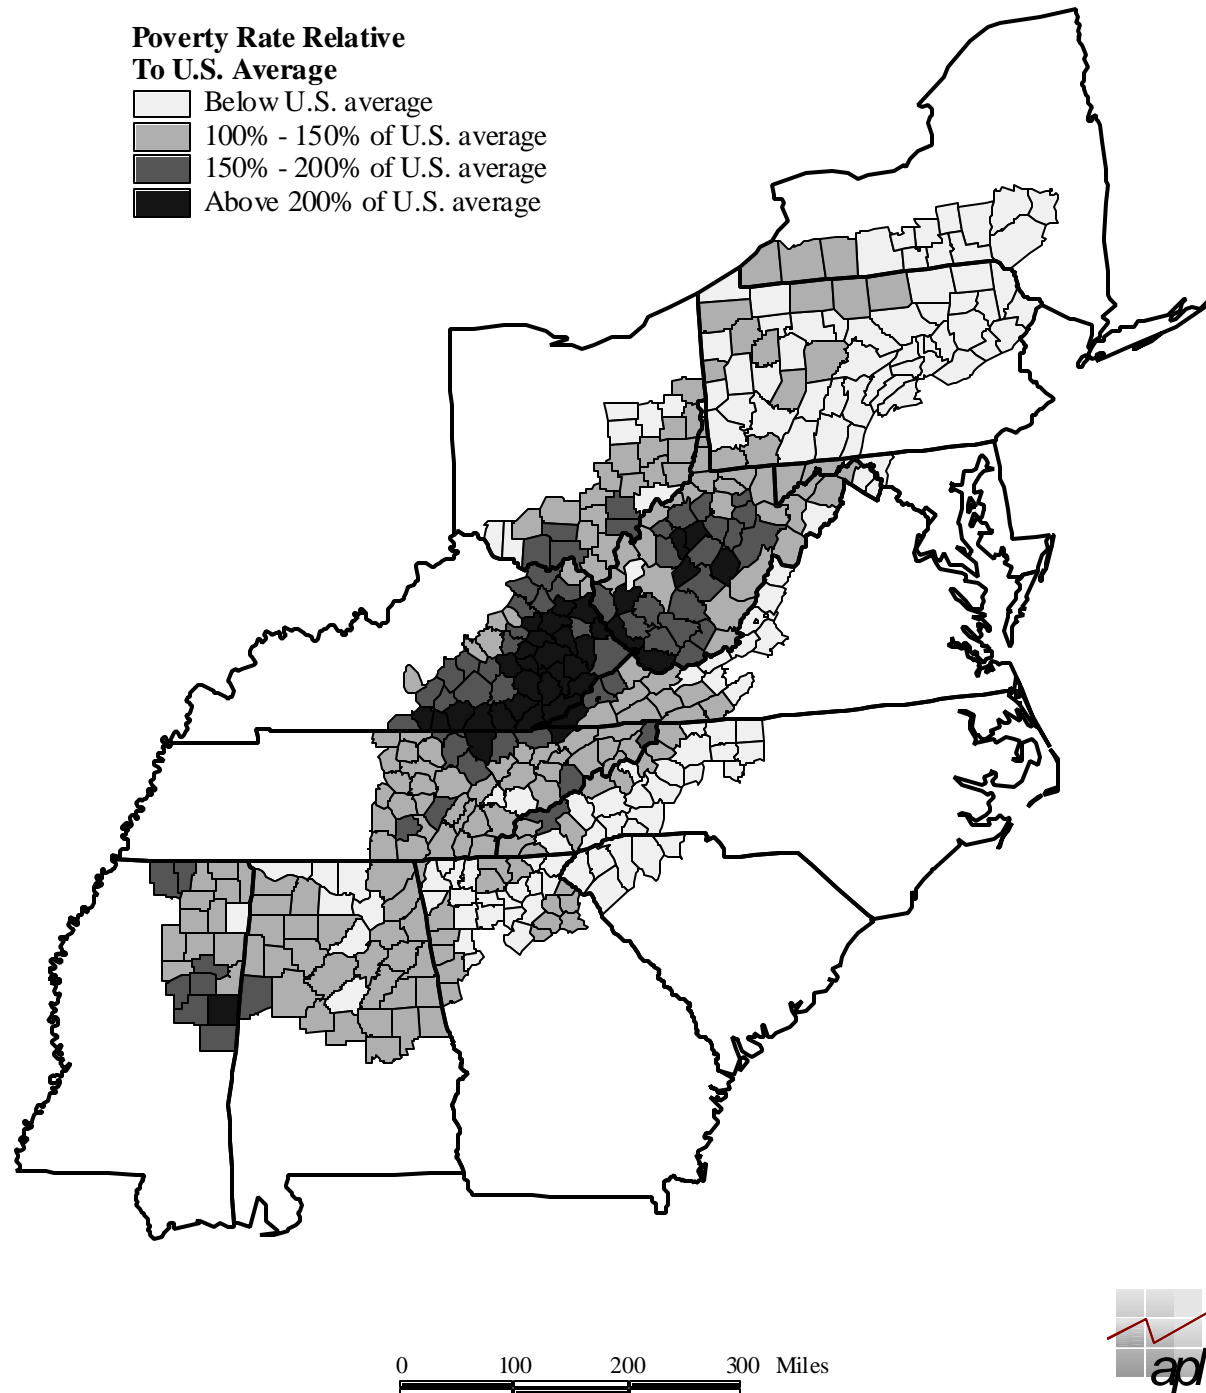 Poverty Rate Relative
To U.S. Average
Below U.S. average
100% - 150% of U.S. average
150% - 200% of U.S. average
Above 200% of U.S. average
0 100 200 300 Miles
apl